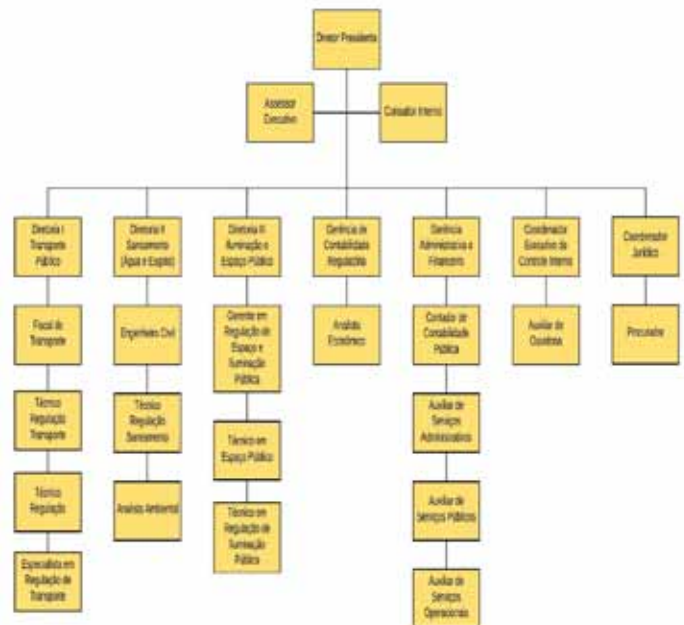 Diretor Presidente
Assessor
Executivo
Contador Interno
Diretoria I
Transporte
Público
Diretoria II
Saneamento
(Água e Esgoto)
Diretoria III
Iluminação e
Espaço Público
Gerência de
Contabilidade
Regulatória
Gerência
Administrativa e
Financeiro
Coordenador
Executivo de
Controle Interno
Coordenador
Jurídico
Fiscal de
Transporte
Engenheiro Civil
Gerente em
Regulação de
Espaço e
Iluminação
Pública
Analista
Econômico
Contador de
Contabilidade
Pública
Auxiliar de
Ouvidoria
Procurador
Técnico
Regulação
Transporte
Técnico
Regulação
Saneamento
Técnico em
Espaço Público
Auxiliar de
Serviços
Administrativos
Técnico
Regulação
Analista Ambiental
Técnico em
Regulação de
Iluminação
Pública
Auxiliar de
Serviços Públicos
Especialista em
Regulação de
Transporte
Auxiliar de
Serviços
Operacionais